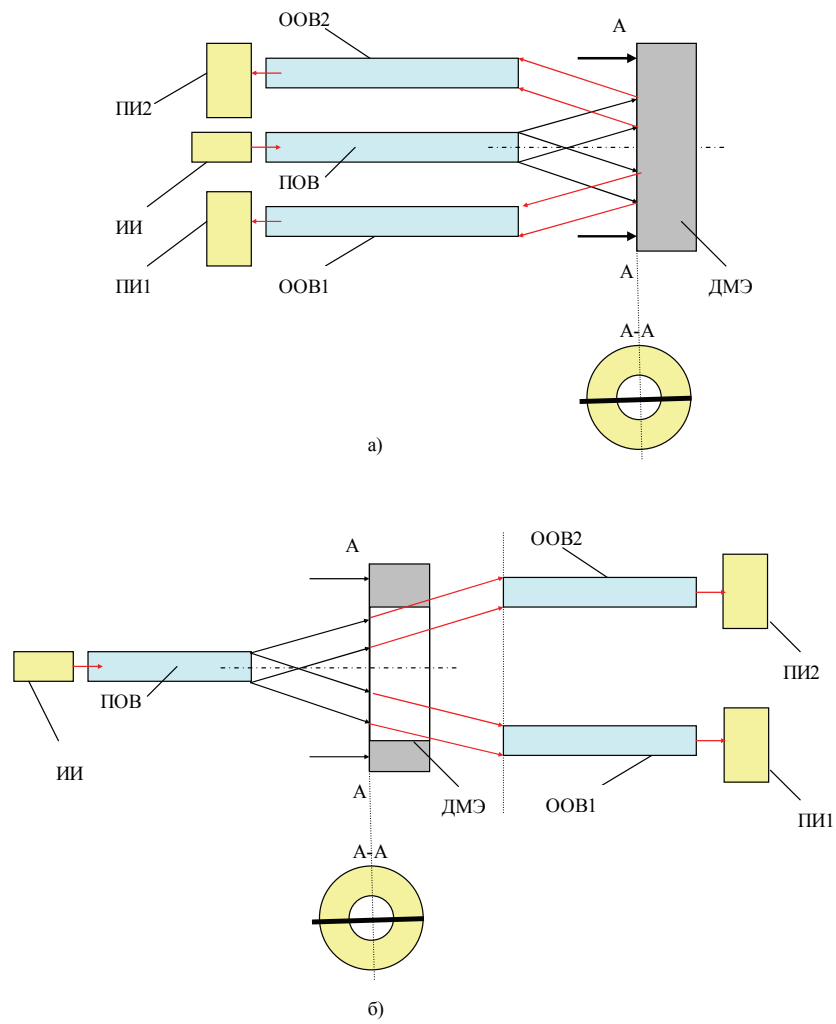 ООВ2
А
ПИ2
ПОВ
ИИ
ПИ1
ООВ1
А
ДМЭ
А-А
а)
ООВ2
А
ПОВ
ПИ2
ИИ
А
ДМЭ
ООВ1
ПИ1
А-А
б)